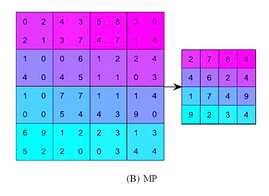 0 2 4 3 5 8 3 0
2 1 3 7 4 7 1 4
1 0 0 6 1 2 2 4
4 0 4 5 1 1 0 3
1 0 7 7 1 1 1 4
0 0 5 4 3 4 9 0
6 9 1 2 2 3 1 3
5 2 2 0 0 3 4 4
2 7 8 4
4 6 2 4
1 7 4 9
9 2 3 4
(B) MP